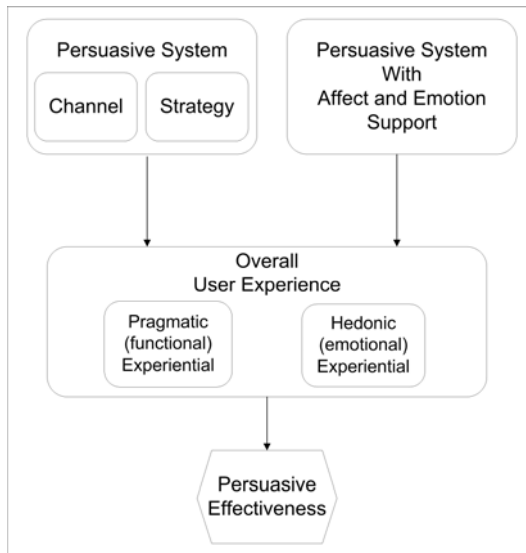 Persuasive System
Channel
Strategy
Persuasive System
With
Affect and Emotion
Support
Overall
User Experience
Pragmatic
(functional)
Experiential
Hedonic
(emotional)
Experiential
Persuasive
Effectiveness